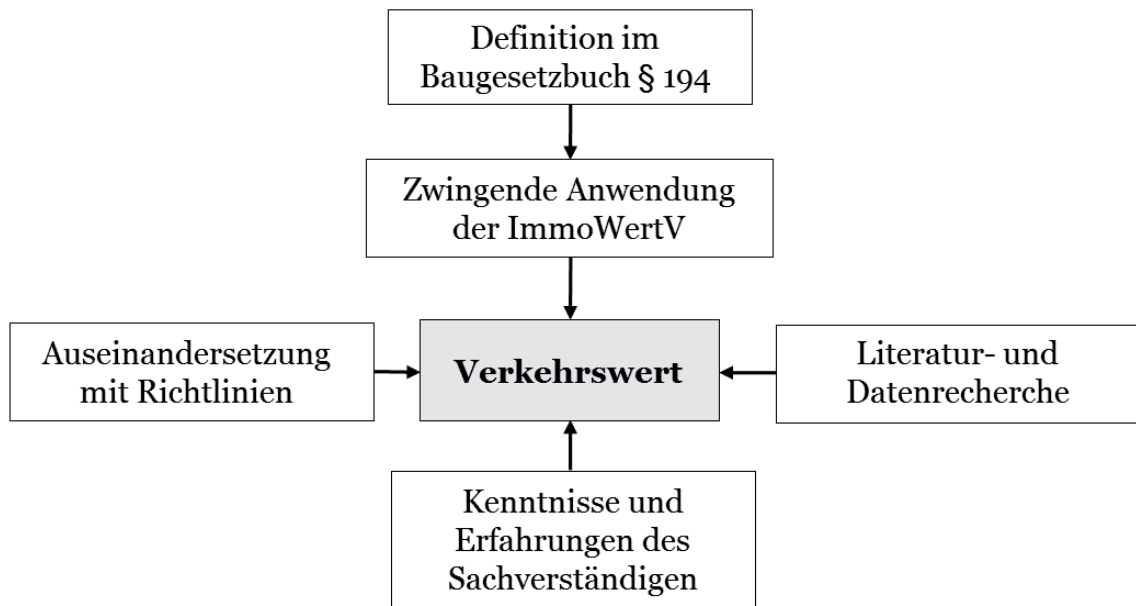 Definition im
Baugesetzbuch § 194
Zwingende Anwendung
der ImmoWertV
Auseinandersetzung
mit Richtlinien
Verkehrswert
Literatur- und
Datenrecherche
Kenntnisse und
Erfahrungen des
Sachverständigen